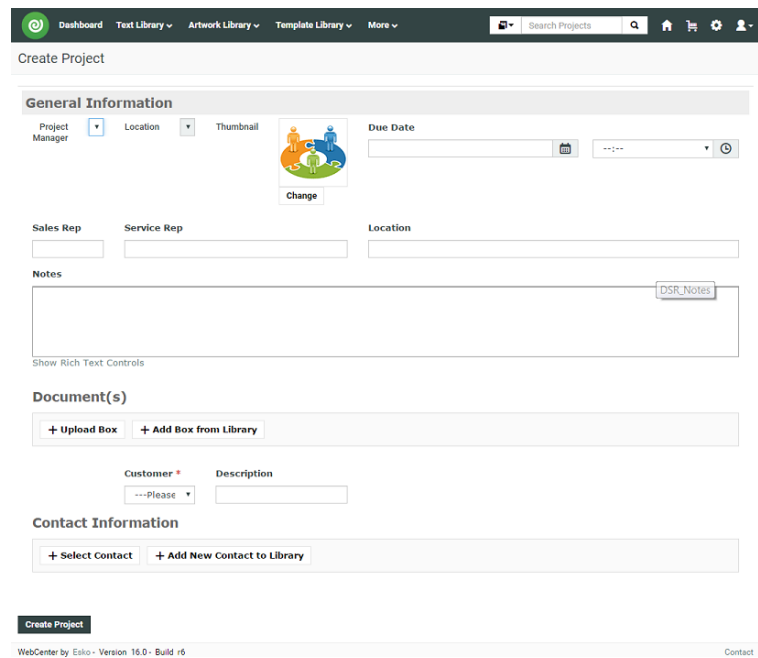 Dashboard Text Library Artwork Library Template Library More Search Projects
Create Project
General Information
Project Manager Location Thumbnail Due Date
--:--
Change
Sales Rep Service Rep Location
Notes
DSR_Notes
Show Rich Text Controls
Document(s)
+ Upload Box + Add Box from Library
Customer * Description
---Please
Contact Information
+ Select Contact + Add New Contact to Library
Create Project
WebCenter by Esko - Version 16.0 - Build r6 Contact